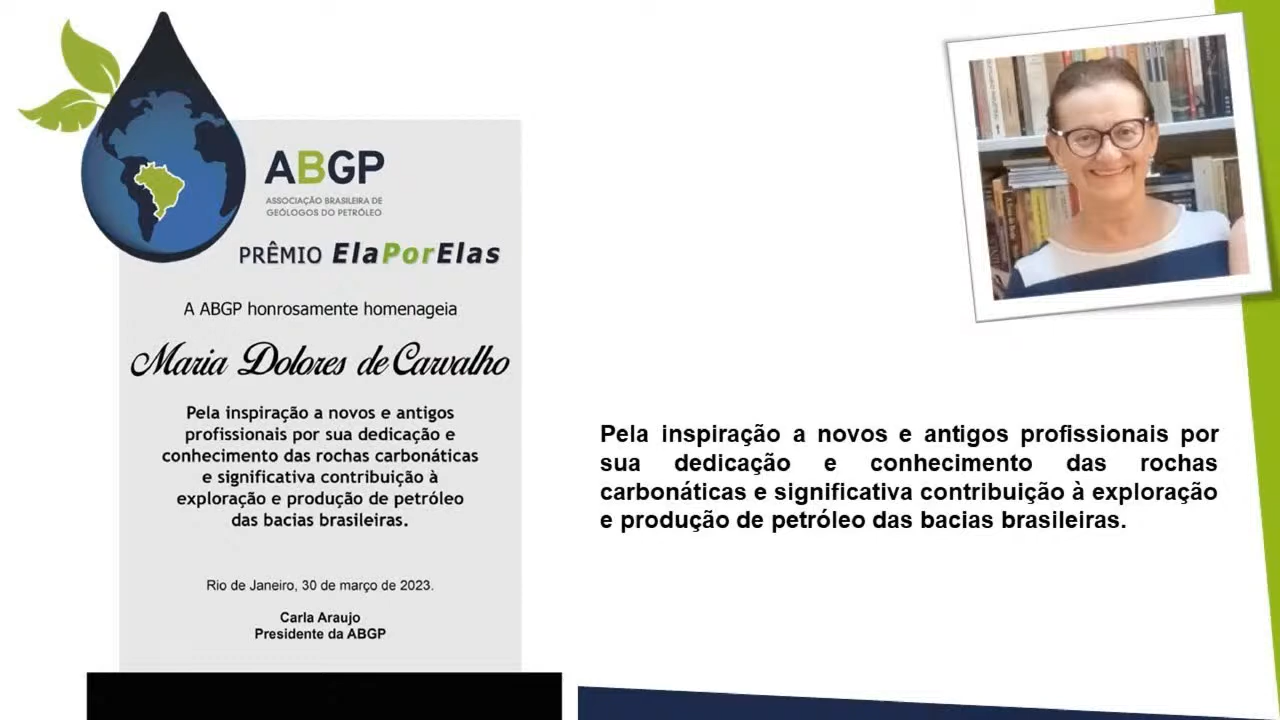 ABGP
ASSOCIAÇÃO BRASILEIRA DE
GEÓLOGOS DO PETRÓLEO
PRÊMIO ElaPorElas
A ABGP honrosamente homenageia
Maria Dolores de Carvalho
Pela inspiração a novos e antigos
profissionais por sua dedicação e
conhecimento das rochas carbonáticas
e significativa contribuição à
exploração e produção de petróleo
das bacias brasileiras.
Rio de Janeiro, 30 de março de 2023.
Carla Araujo
Presidente da ABGP
Pela inspiração a novos e antigos profissionais por
sua dedicação e conhecimento das rochas
carbonáticas e significativa contribuição à exploração
e produção de petróleo das bacias brasileiras.